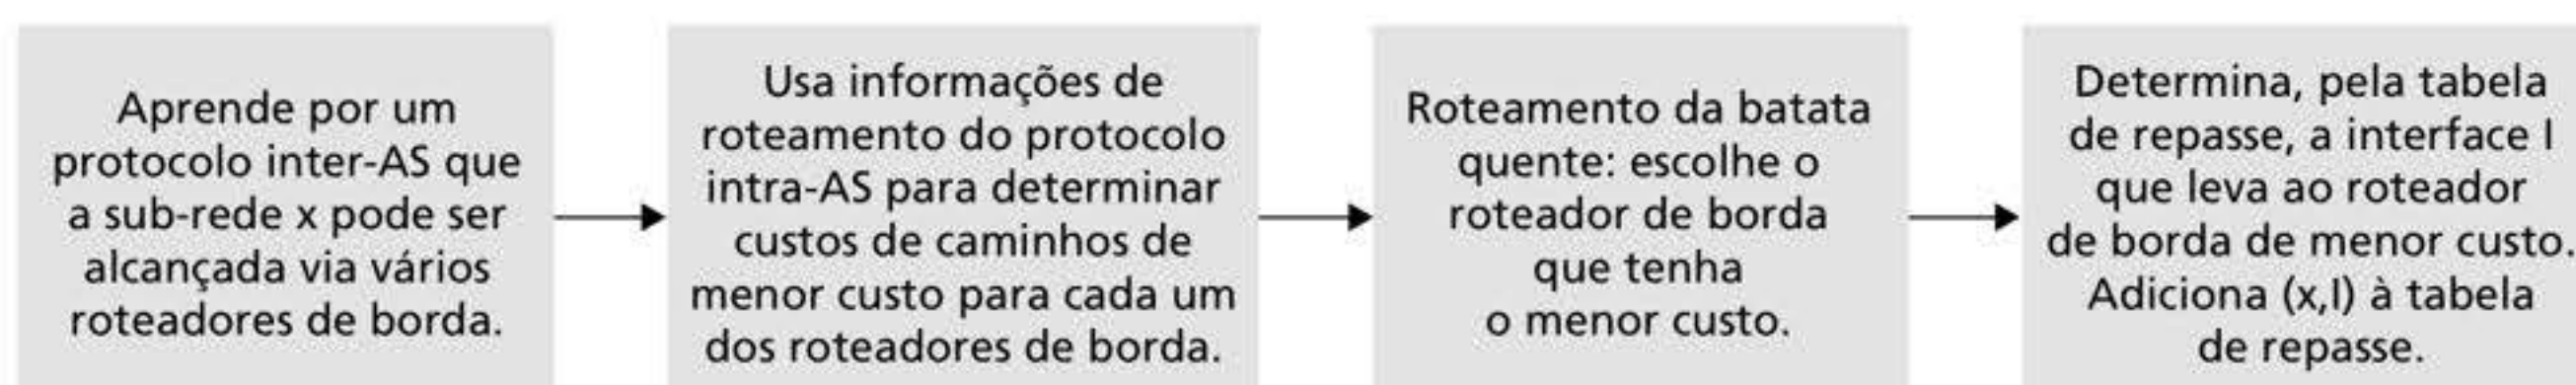 Aprende por um
protocolo inter-AS que
a sub-rede x pode ser
alcançada via vários
roteadores de borda.
Usa informações de
roteamento do protocolo
intra-AS para determinar
custos de caminhos de
menor custo para cada um
dos roteadores de borda.
Roteamento da batata
quente: escolhe o
roteador de borda
que tenha
o menor custo.
Determina, pela tabela
de repasse, a interface I
que leva ao roteador
de borda de menor custo.
Adiciona (x,I) à tabela
de repasse.